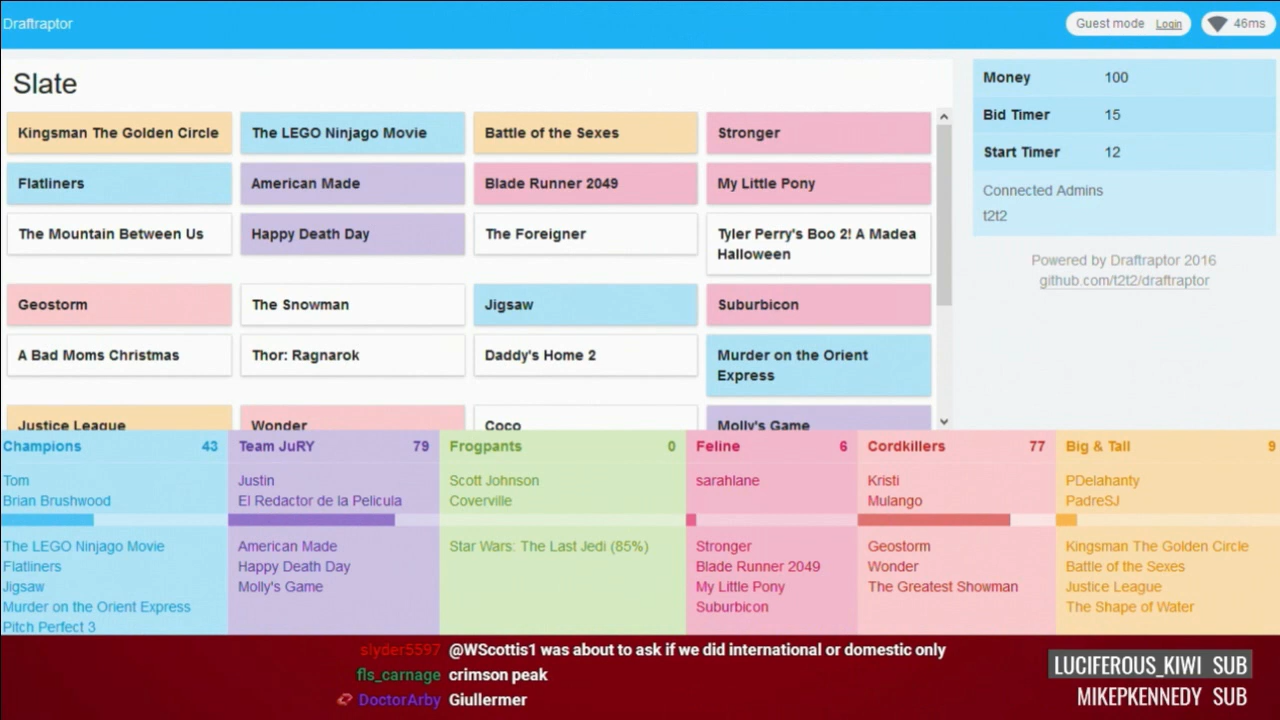 Draftraptor
Guest mode Login
46ms
Slate
Kingsman The Golden Circle
The LEGO Ninjago Movie
Battle of the Sexes
Stronger
Flatliners
American Made
Blade Runner 2049
My Little Pony
The Mountain Between Us
Happy Death Day
The Foreigner
Tyler Perry's Boo 2! A Madea
Halloween
Geostorm
The Snowman
Jigsaw
Suburbicon
A Bad Moms Christmas
Thor: Ragnarok
Daddy's Home 2
Murder on the Orient
Express
Justice League
Wonder
Coco
Molly's Game
Money 100
Bid Timer 15
Start Timer 12
Connected Admins
t2t2
Powered by Draftraptor 2016
github.com/t2t2/draftraptor
Champions 43
Tom
Brian Brushwood
The LEGO Ninjago Movie
Flatliners
Jigsaw
Murder on the Orient Express
Pitch Perfect 3
Team JuRY 79
Justin
El Redactor de la Pelicula
American Made
Happy Death Day
Molly's Game
Frogpants 0
Scott Johnson
Coverville
Star Wars: The Last Jedi (85%)
Feline 6
sarahlane
Stronger
Blade Runner 2049
My Little Pony
Suburbicon
Cordkillers 77
Kristi
Mulango
Geostorm
Wonder
The Greatest Showman
Big & Tall 9
PDelahanty
PadreSJ
Kingsman The Golden Circle
Battle of the Sexes
Justice League
The Shape of Water
slyder5597 @WScottis1 was about to ask if we did international or domestic only
fls_carnage crimson peak
DoctorArby Giullermer
LUCIFEROUS_KIWI SUB
MIKEPKENNEDY SUB